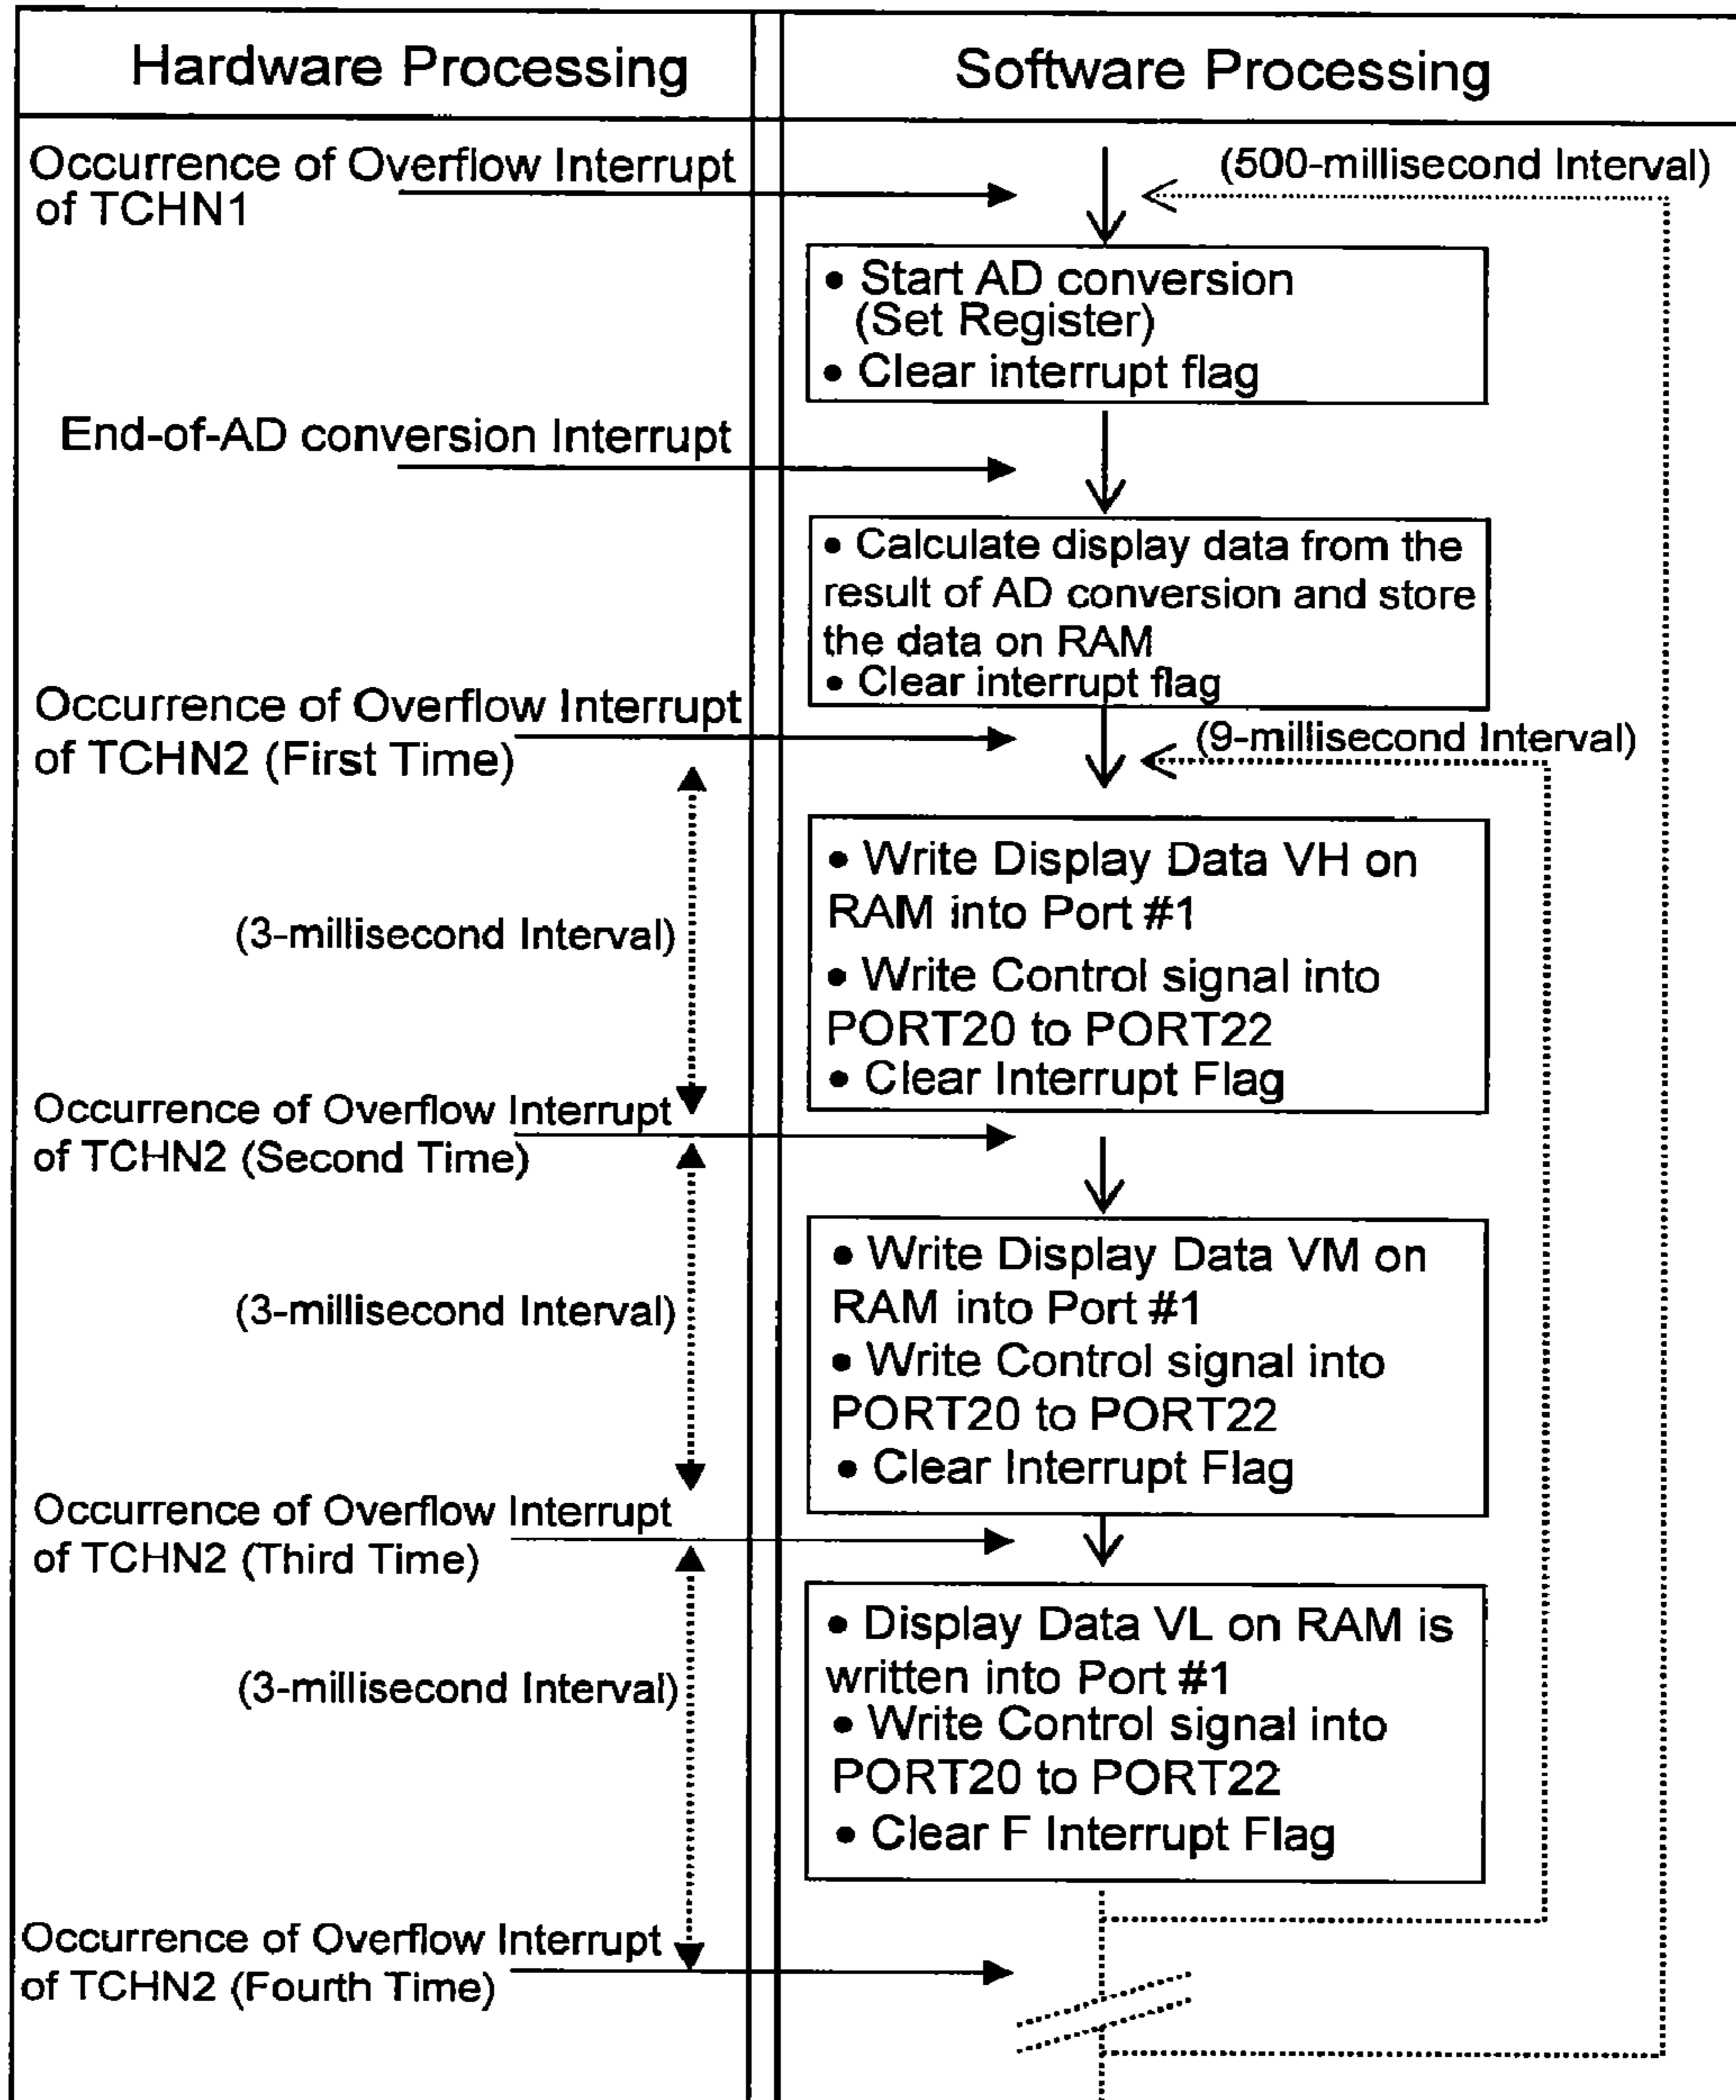 Hardware Processing
Software Processing
Occurrence of Overflow Interrupt
of TCHN1
(500-millisecond Interval)
• Start AD conversion
(Set Register)
• Clear interrupt flag
End-of-AD conversion Interrupt
• Calculate display data from the
result of AD conversion and store
the data on RAM
• Clear interrupt flag
Occurrence of Overflow Interrupt
of TCHN2 (First Time)
(9-millisecond Interval)
(3-millisecond Interval)
• Write Display Data VH on
RAM into Port #1
• Write Control signal into
PORT20 to PORT22
• Clear Interrupt Flag
Occurrence of Overflow Interrupt
of TCHN2 (Second Time)
(3-millisecond Interval)
• Write Display Data VM on
RAM into Port #1
• Write Control signal into
PORT20 to PORT22
• Clear Interrupt Flag
Occurrence of Overflow Interrupt
of TCHN2 (Third Time)
(3-millisecond Interval)
• Display Data VL on RAM is
written into Port #1
• Write Control signal into
PORT20 to PORT22
• Clear F Interrupt Flag
Occurrence of Overflow Interrupt
of TCHN2 (Fourth Time)